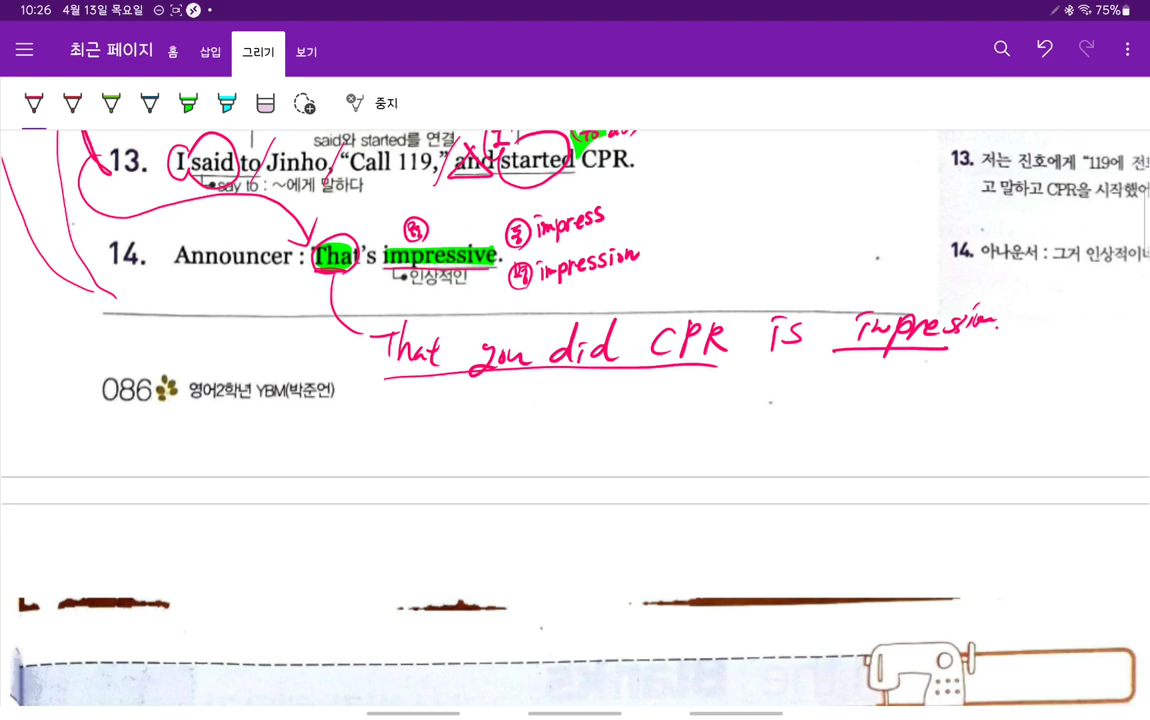 10:26 4월 13일 목요일 75%
최근 페이지 홈 삽입 그리기 보기
중지
said와 started를 연결
13. I said to Jinho, “Call 119,” and started CPR.
say to : ~에게 말하다
13. 저는 진호에게 “119에 전
고 말하고 CPR을 시작했어
형 동 impress
14. Announcer : That's impressive.
14. 아나운서 : 그거 인상적이
인상적인
명 impression
That you did CPR is impression.
086 영어2학년 YBM(박준언)